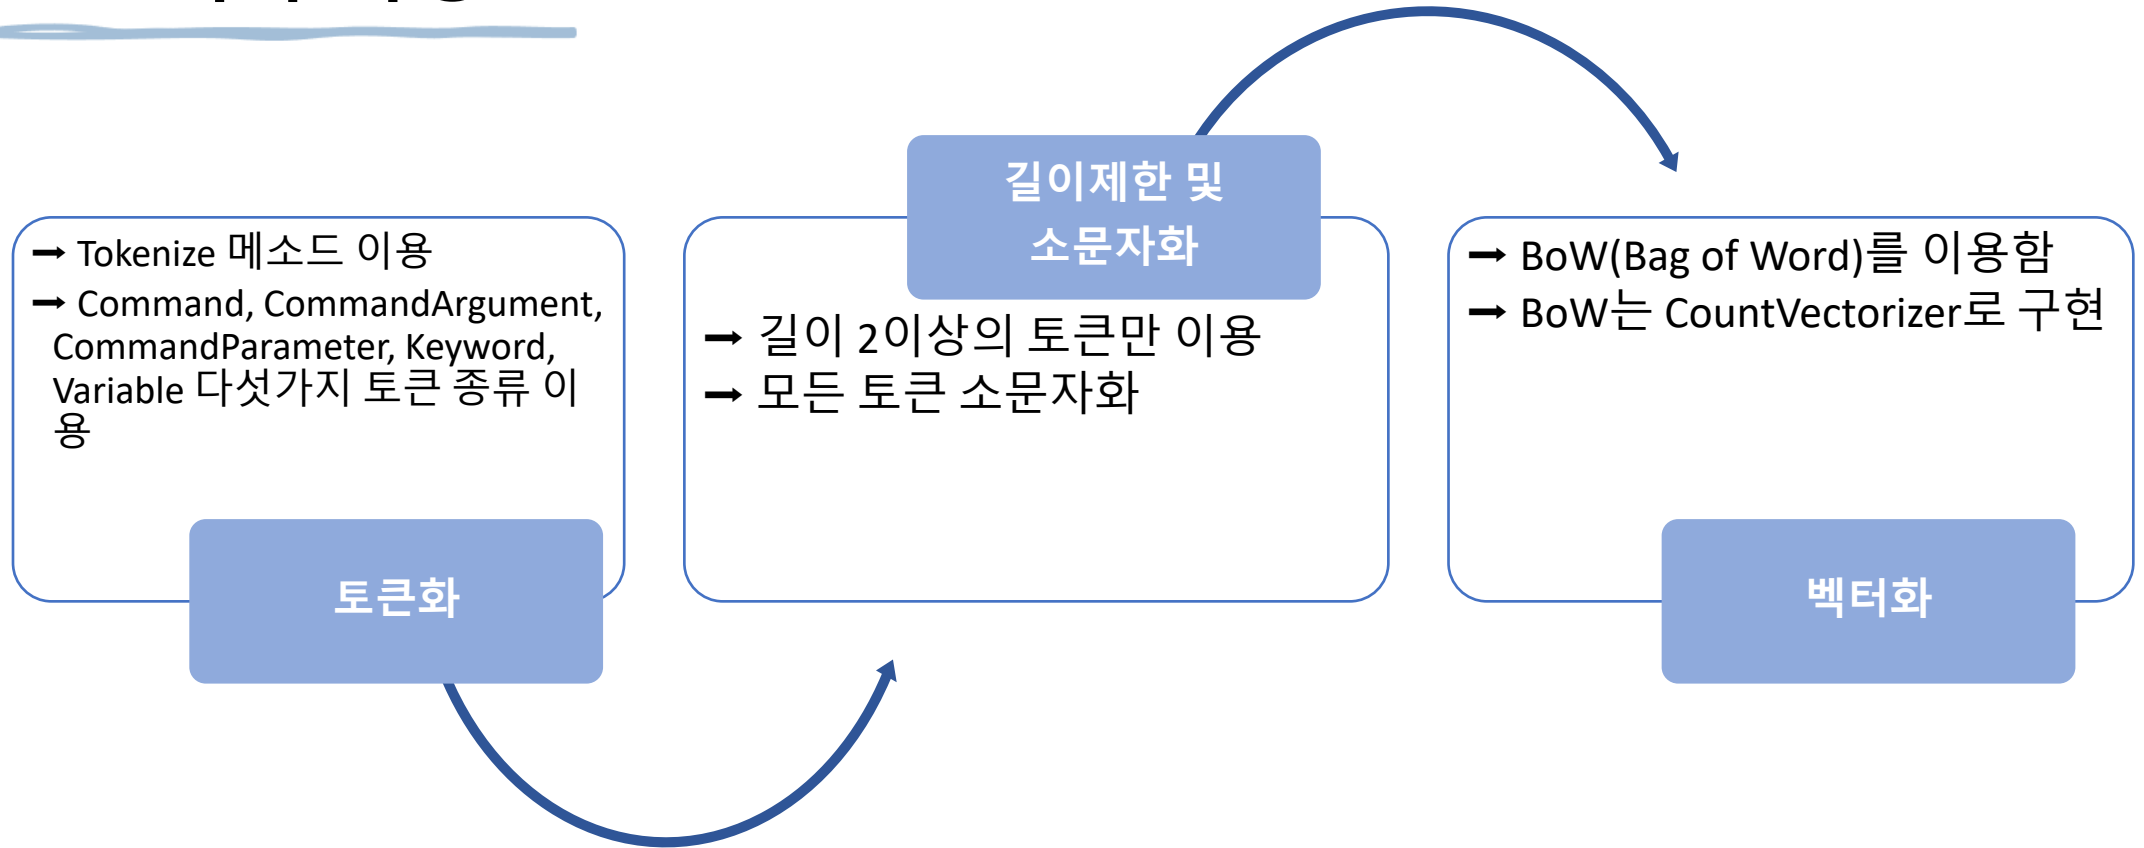 → Tokenize 메소드 이용
→ Command, CommandArgument,
CommandParameter, Keyword,
Variable 다섯가지 토큰 종류 이
용
토큰화
길이제한 및
소문자화
→ 길이 2이상의 토큰만 이용
→ 모든 토큰 소문자화
→ BoW(Bag of Word)를 이용함
→ BoW는 CountVectorizer로 구현
벡터화